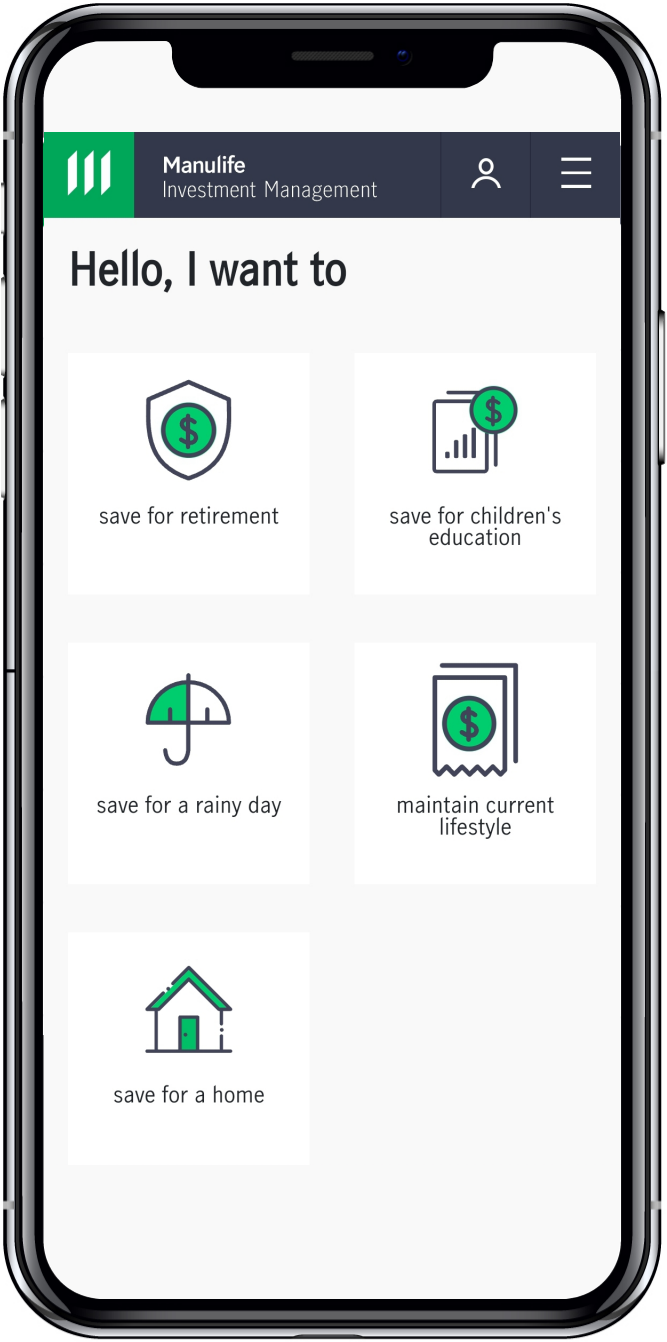 Manulife
Investment Management
Hello, I want to
$
$
save for retirement
save for children's
education
$
save for a rainy day
maintain current
lifestyle
save for a home